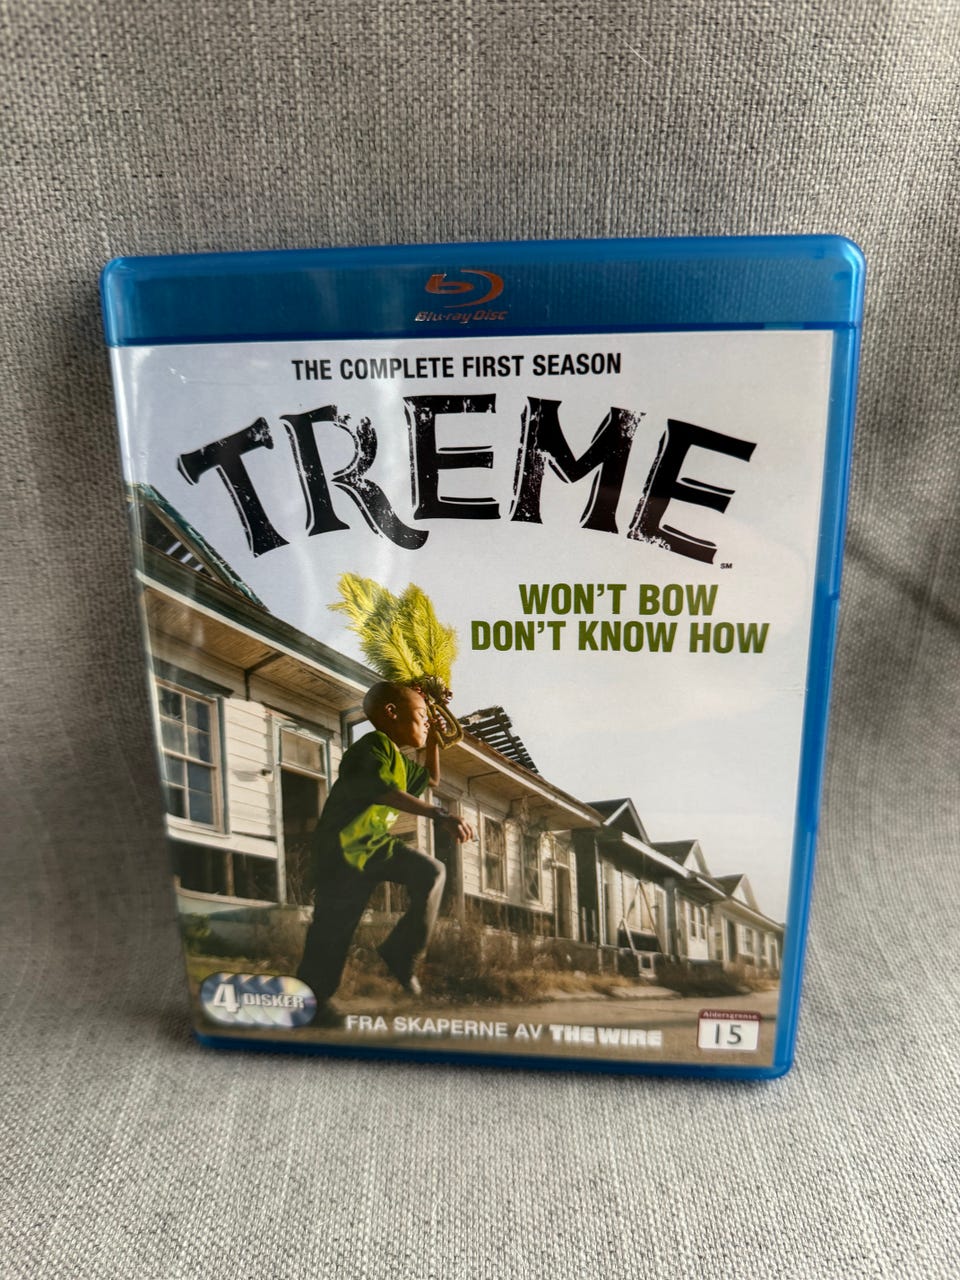 Blu-ray Disc
THE COMPLETE FIRST SEASON
TREME
SM
WON'T BOW
DON'T KNOW HOW
4 DISKER
FRA SKAPERNE AV THE WIRE
Aldersgrense
15